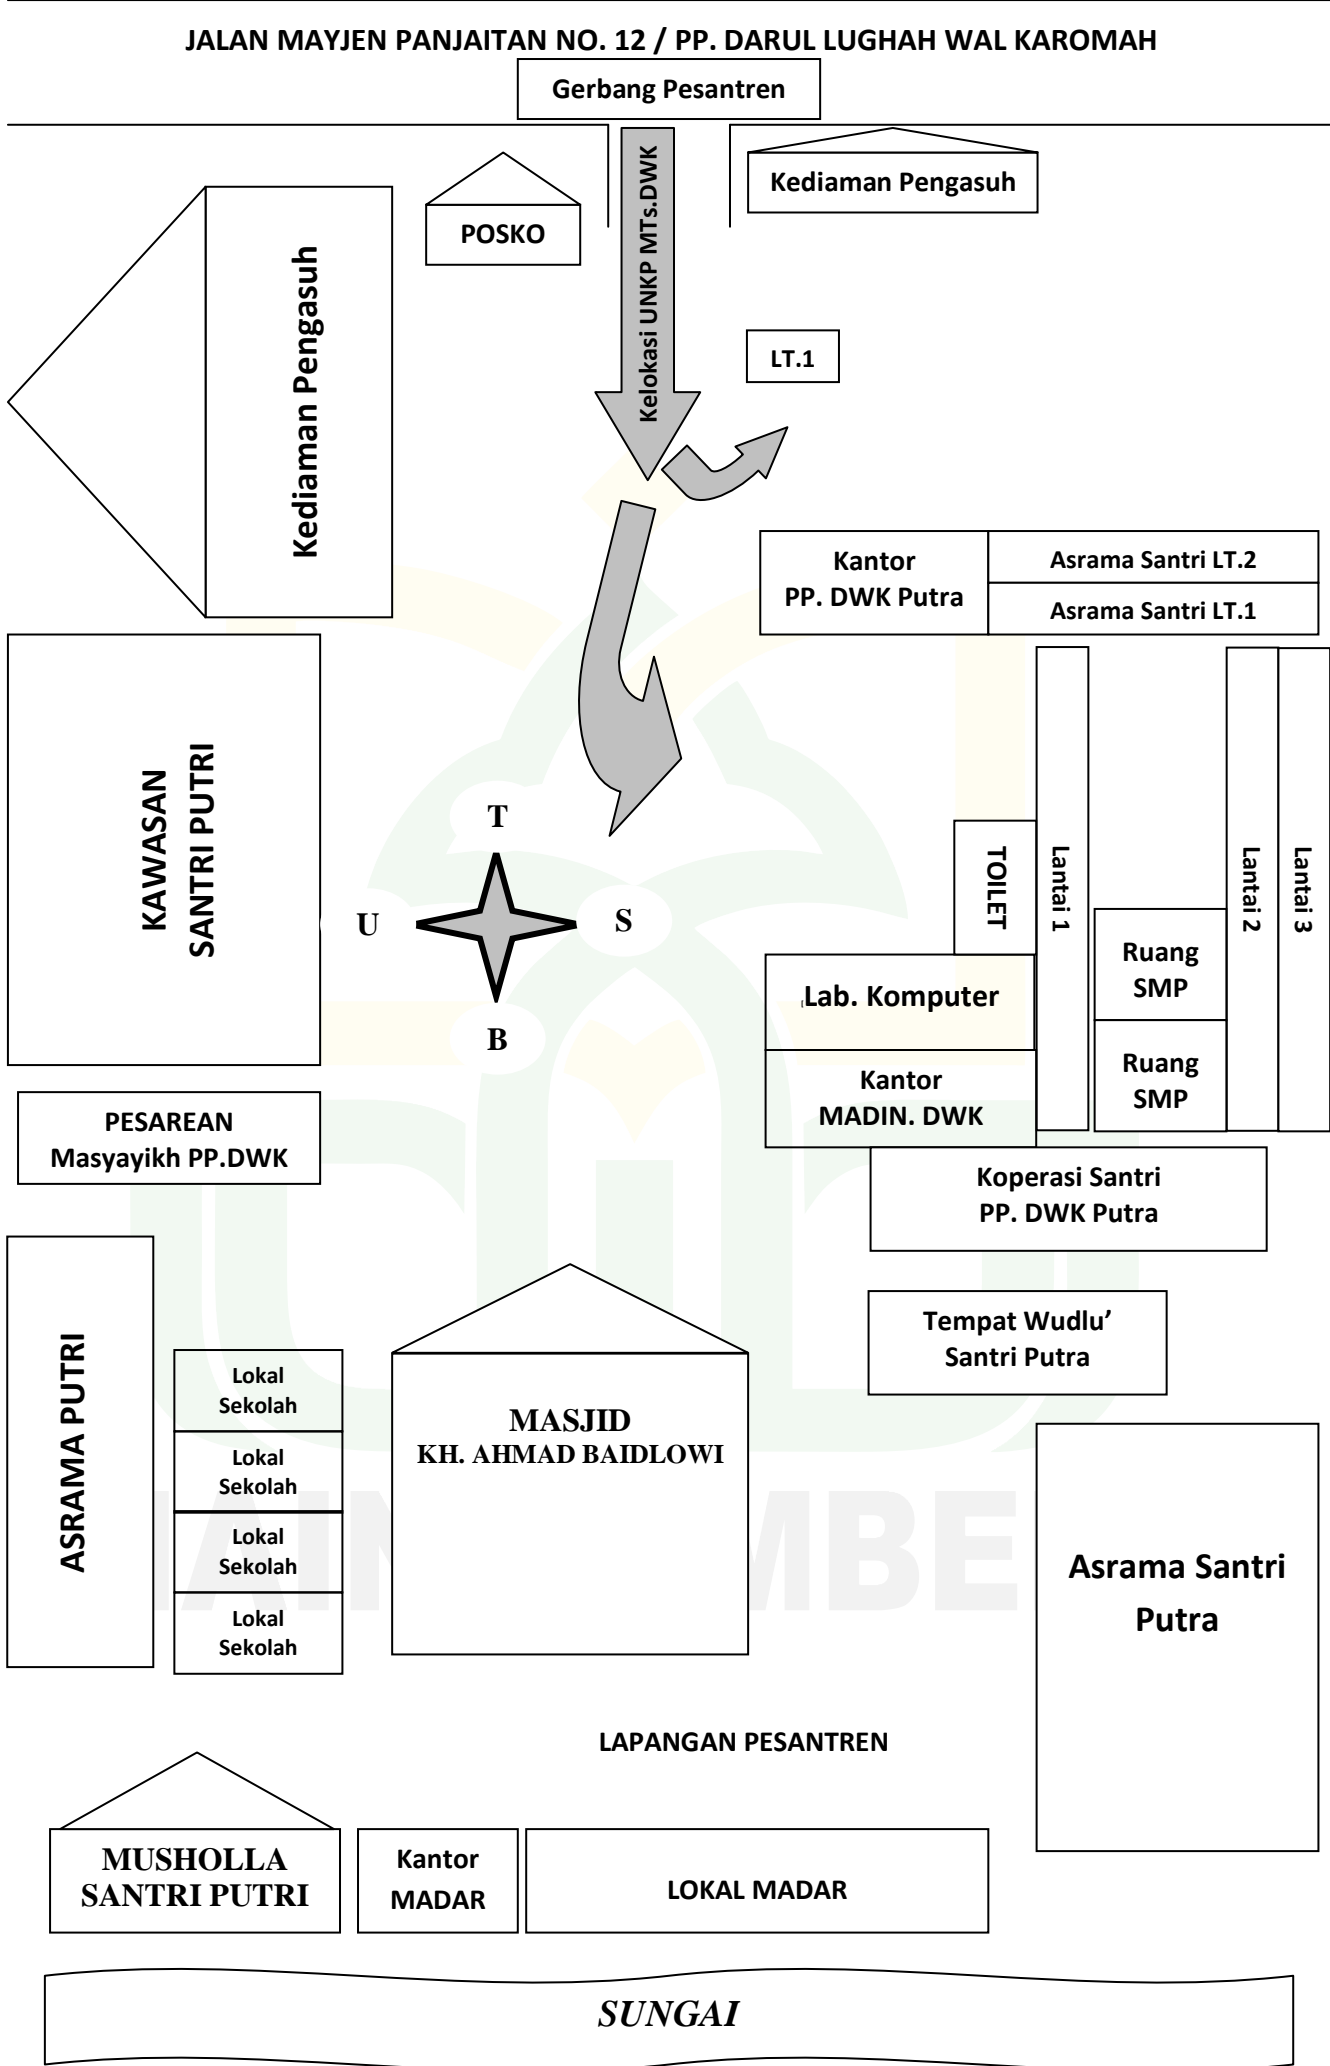 JALAN MAYJEN PANJAITAN NO. 12 / PP. DARUL LUGHAH WAL KAROMAH
Gerbang Pesantren
Kelokasi UNKP MTs.DWK
Kediaman Pengasuh
POSKO
Kediaman Pengasuh
LT.1
Kantor
PP. DWK Putra
Asrama Santri LT.2
Asrama Santri LT.1
KAWASAN
SANTRI PUTRI
T
U
S
B
TOILET
Lantai 1
Lantai 2
Lantai 3
Ruang
SMP
Lab. Komputer
Ruang
SMP
Kantor
MADIN. DWK
PESAREAN
Masyayikh PP.DWK
Koperasi Santri
PP. DWK Putra
Tempat Wudlu’
Santri Putra
ASRAMA PUTRI
Lokal
Sekolah
Lokal
Sekolah
Lokal
Sekolah
Lokal
Sekolah
MASJID
KH. AHMAD BAIDLOWI
Asrama Santri
Putra
LAPANGAN PESANTREN
MUSHOLLA
SANTRI PUTRI
Kantor
MADAR
LOKAL MADAR
SUNGAI